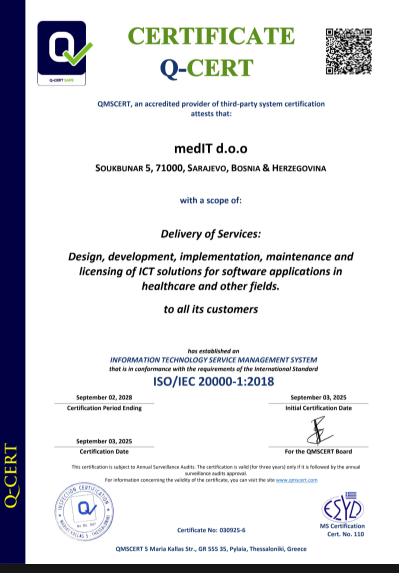 CERTIFICATE
Q-CERT
Q
Q-CERT SAFE
QMSCERT, an accredited provider of third-party system certification
attests that:
medIT d.o.o
SOUKBUNAR 5, 71000, SARAJEVO, BOSNIA & HERZEGOVINA
with a scope of:
Delivery of Services:
Design, development, implementation, maintenance and
licensing of ICT solutions for software applications in
healthcare and other fields.
to all its customers
has established an
INFORMATION TECHNOLOGY SERVICE MANAGEMENT SYSTEM
that is in conformance with the requirements of the International Standard
ISO/IEC 20000-1:2018
September 02, 2028
Certification Period Ending
September 03, 2025
Initial Certification Date
September 03, 2025
Certification Date
For the QMSCERT Board
This certification is subject to Annual Surveillance Audits. The certification is valid (for three years) only if it is followed by the annual
surveillance audits approval.
For information concerning the validity of the certificate, you can visit the site www.qmscert.com
Q-CERT
INSPECTION CERTIFICATION
Certificate No: 030925-6
ESYD
MS Certification
Cert. No. 110
QMSCERT 5 Maria Kallas Str., GR 555 35, Pylaia, Thessaloniki, Greece